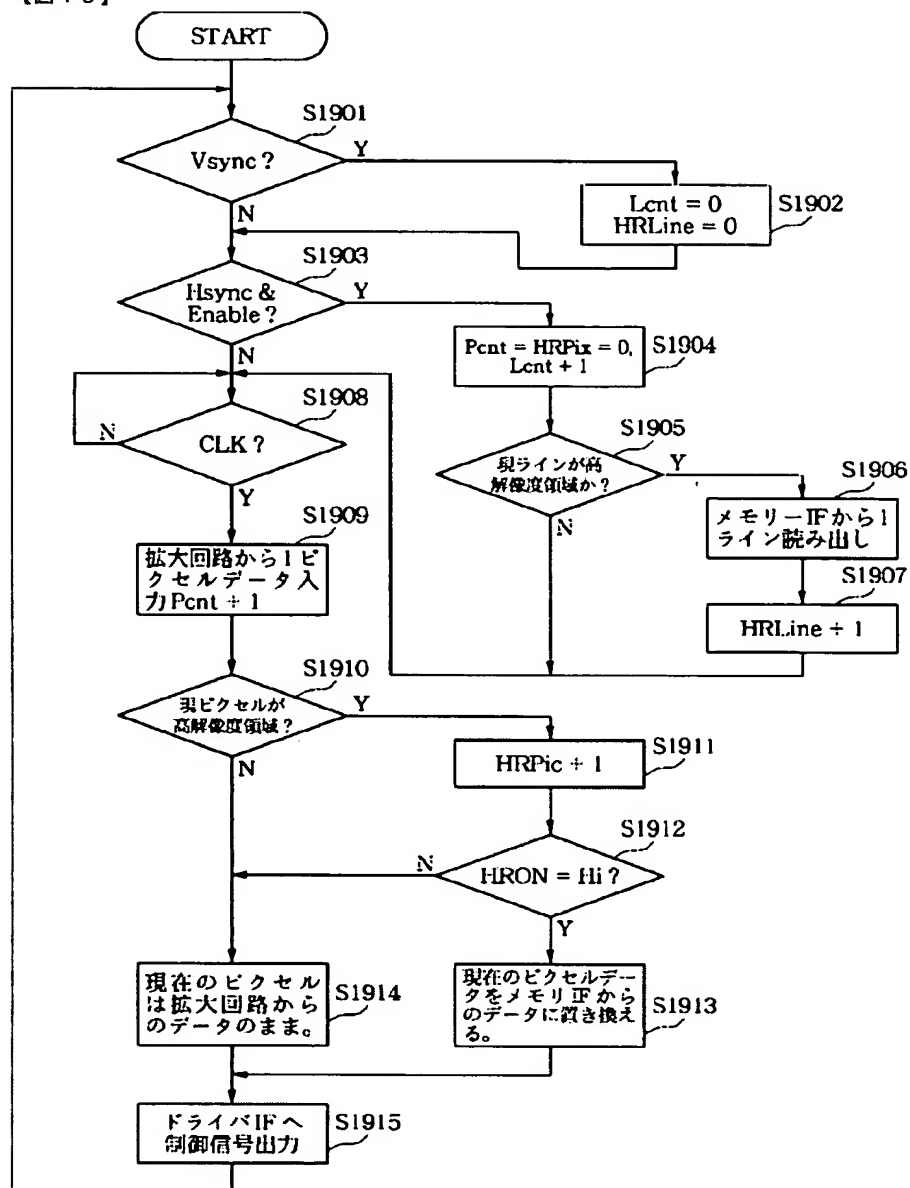 START
S1901
Vsync ?
Y
N
Lcnt = 0
HRLine = 0
S1902
S1903
Hsync &
Enable ?
Y
N
Pcnt = HRPix = 0,
Lcnt + 1
S1904
S1908
CLK ?
N
Y
S1905
現ラインが高
解像度領域か?
Y
N
S1906
メモリーIFから1
ライン読み出し
S1907
HRLine + 1
S1909
拡大回路から1ピ
クセルデータ入
力Pcnt + 1
S1910
現ピクセルが
高解像度領域?
Y
N
HRPic + 1
S1911
S1912
HRON = Hi ?
N
Y
現在のピクセル
は拡大回路から
のデータのまま。
S1914
現在のピクセルデー
タをメモリIFから
のデータに置き換え
る。
S1913
ドライバIFへ
制御信号出力
S1915